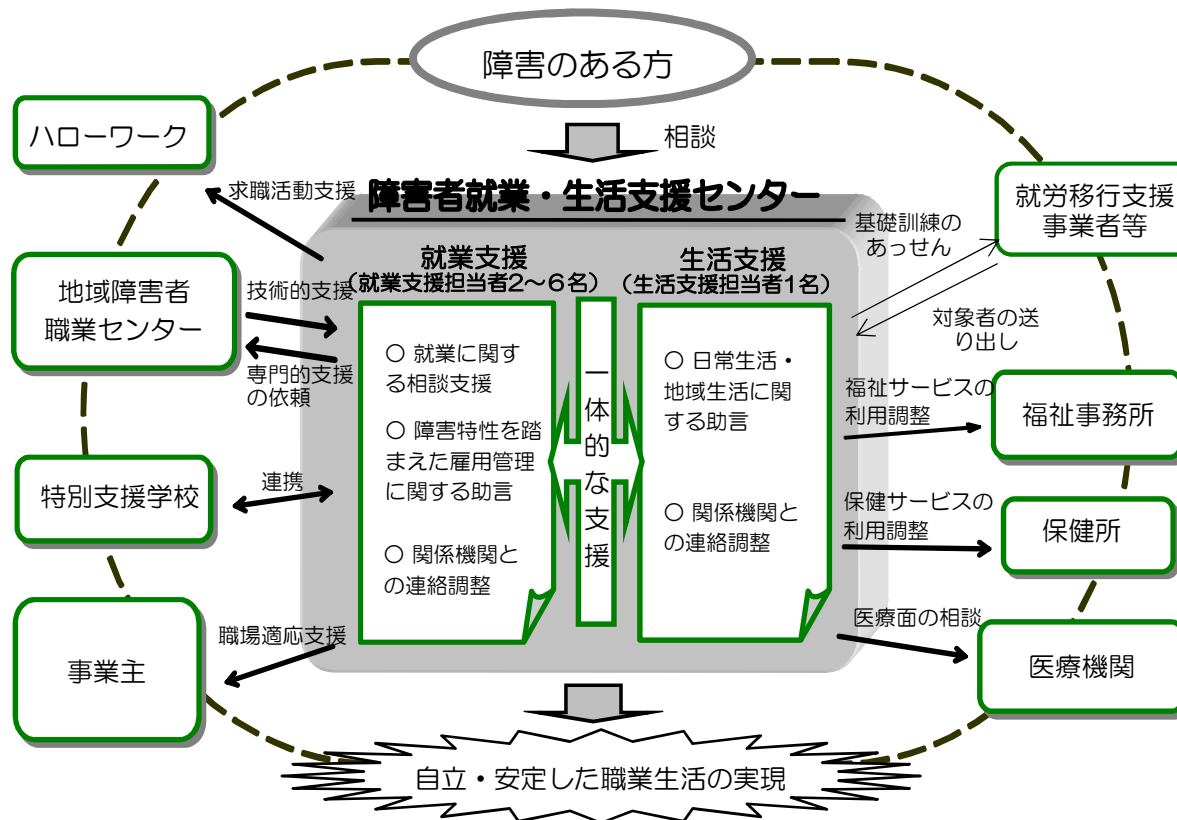 障害のある方
相談
ハローワーク
求職活動支援
障害者就業・生活支援センター
就労移行支援
事業者等
基礎訓練の
あっせん
対象者の送
り出し
地域障害者
職業センター
技術的支援
専門的支援
の依頼
就業支援
(就業支援担当者2~6名)
○ 就業に関す
る相談支援
○ 障害特性を踏
まえた雇用管理
に関する助言
○ 関係機関と
の連絡調整
一体的な支援
生活支援
(生活支援担当者1名)
○ 日常生活・
地域生活に関
する助言
○ 関係機関と
の連絡調整
福祉サービスの
利用調整
福祉事務所
特別支援学校
連携
保健サービスの
利用調整
保健所
事業主
職場適応支援
医療面の相談
医療機関
自立・安定した職業生活の実現